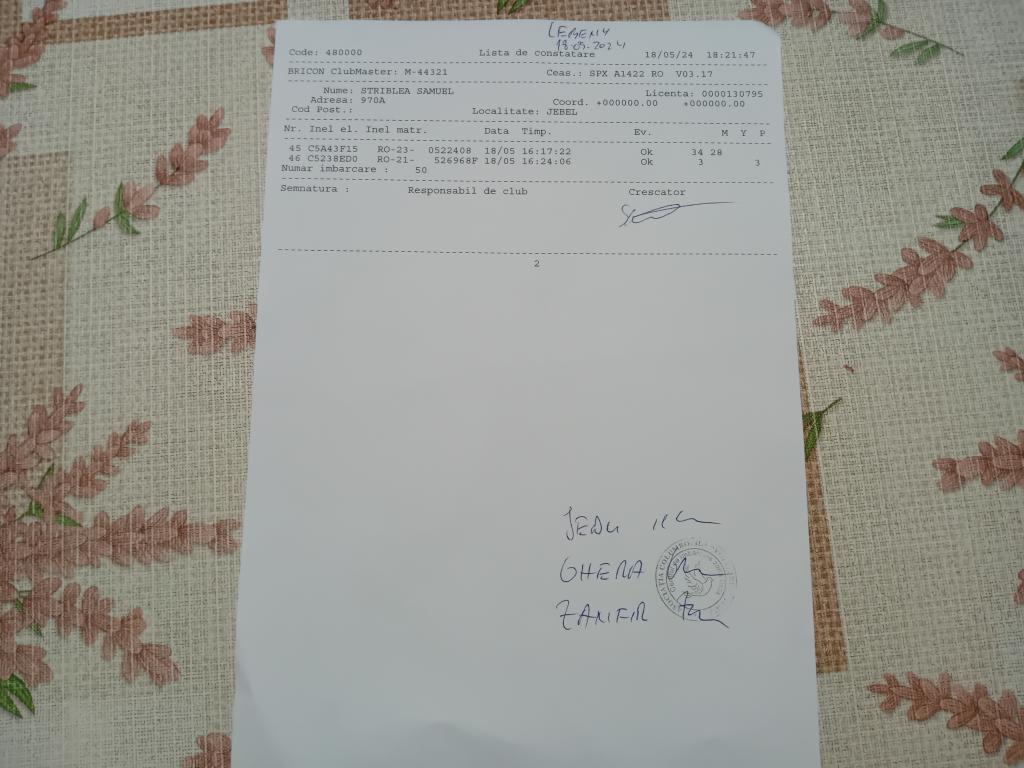 LEBENY
18.05.2024
Code: 480000 Lista de constatare 18/05/24 18:21:47
BRICON ClubMaster: M-44321 Ceas.: SPX A1422 RO V03.17
Nume: STRIBLEA SAMUEL Licenta: 0000130795
Adresa: 970A Coord. +000000.00 +000000.00
Cod Post.: Localitate: JEBEL
Nr. Inel el. Inel matr. Data Timp. Ev. M Y P
45 C5A43F15 RO-23- 0522408 18/05 16:17:22 Ok 34 28
46 C5238ED0 RO-21- 526968F 18/05 16:24:06 Ok 3 3
Numar imbarcare : 50
Semnatura : Responsabil de club Crescator
2
GHERA
ZAMFIR